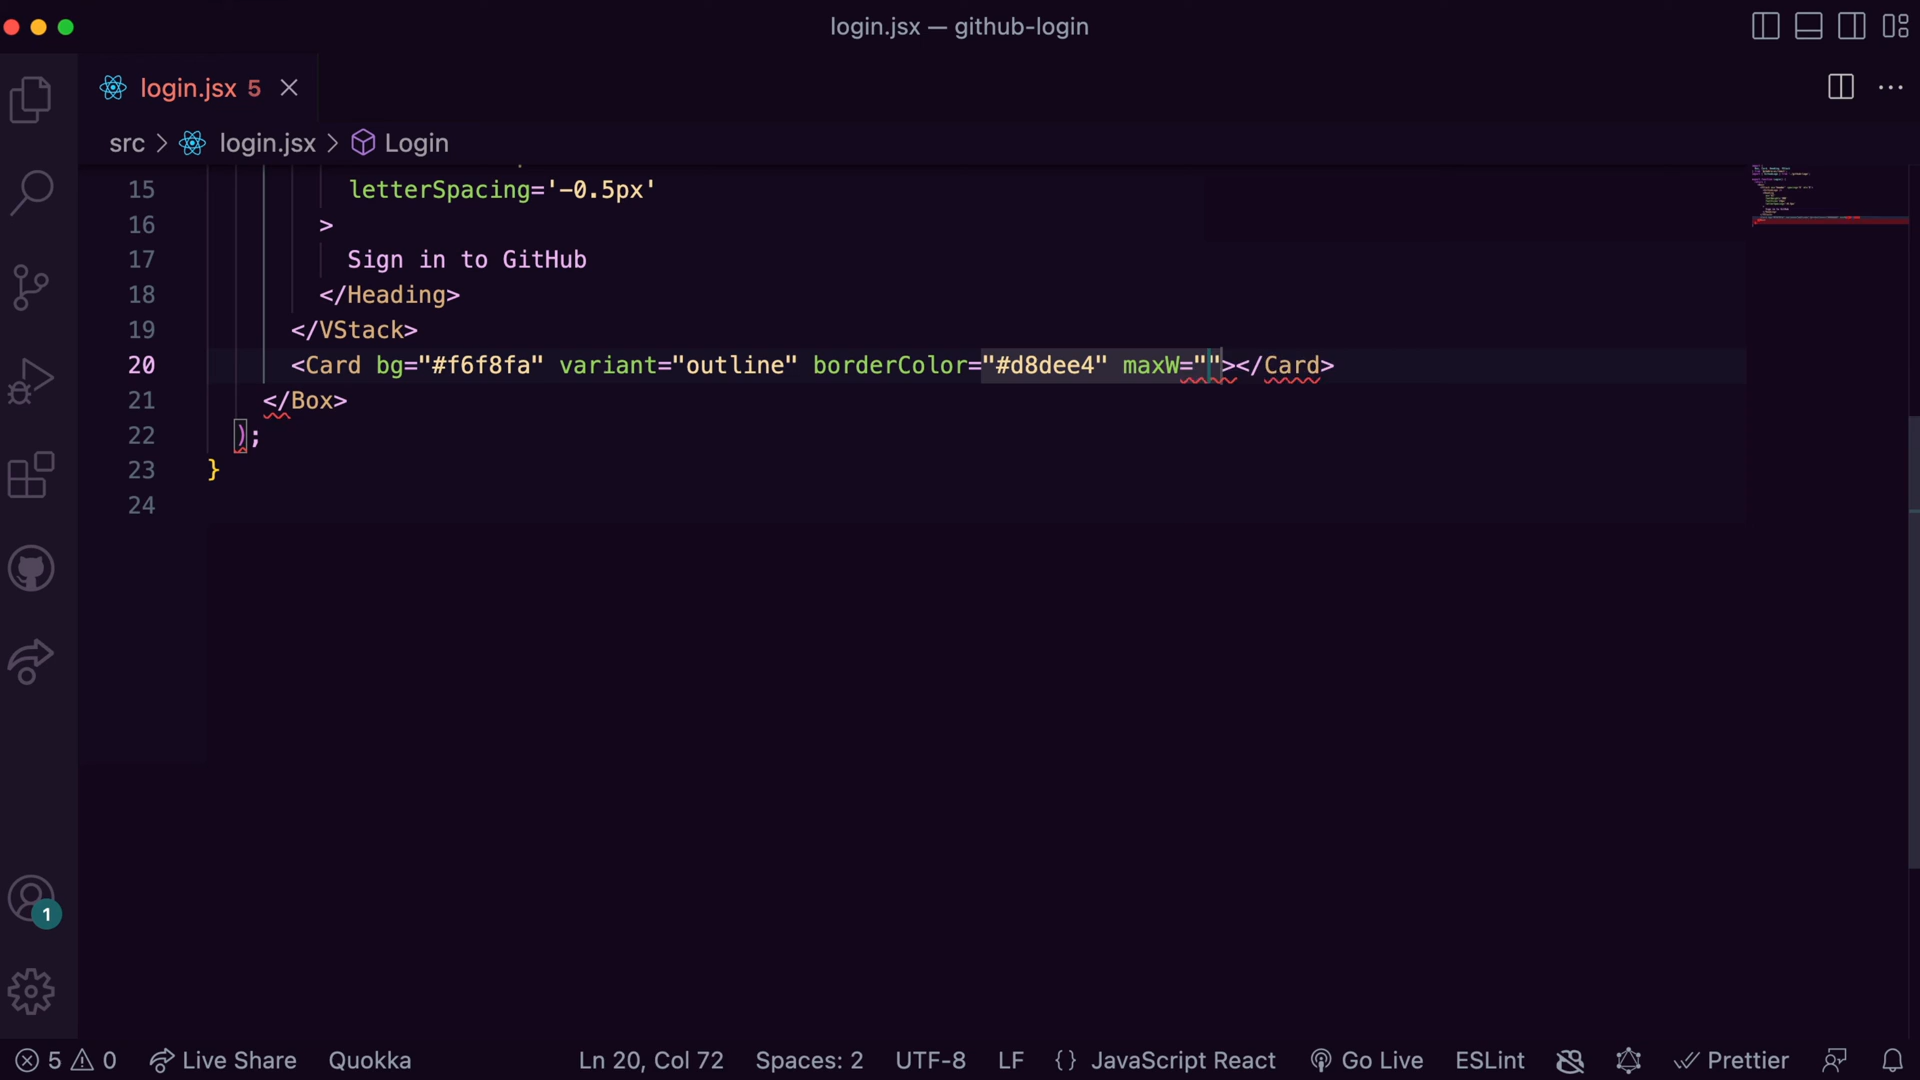 login.jsx — github-login
login.jsx 5
src > login.jsx > Login
15 letterSpacing='-0.5px'
16 >
17 Sign in to GitHub
18 </Heading>
19 </VStack>
20 <Card bg="#f6f8fa" variant="outline" borderColor="#d8dee4" maxW=""></Card>
21 </Box>
22 );
23 }
24
1
5 0 Live Share Quokka Ln 20, Col 72 Spaces: 2 UTF-8 LF {} JavaScript React Go Live ESLint Prettier